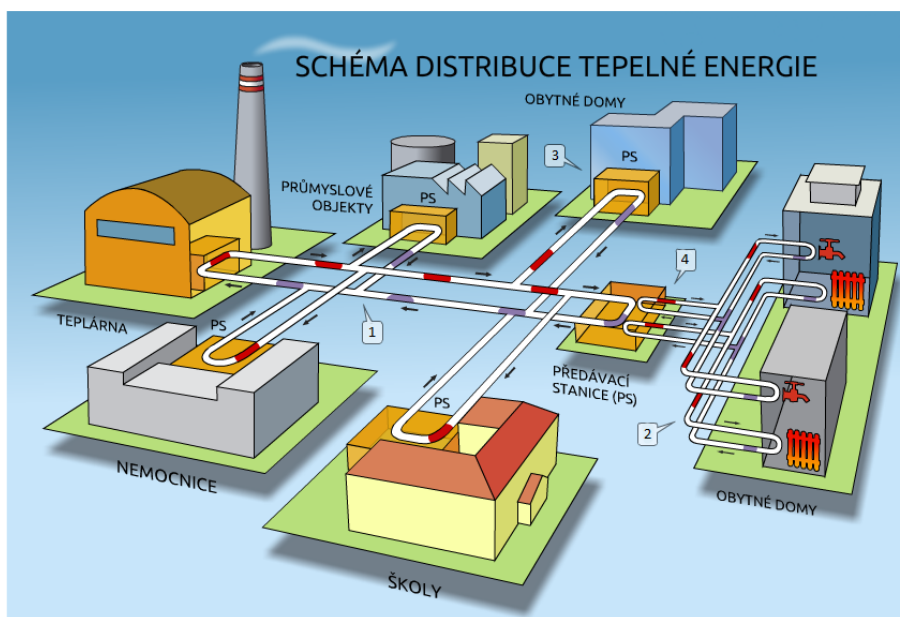 SCHÉMA DISTRIBUCE TEPELNÉ ENERGIE
OBYTNÉ DOMY
3
PS
PRŮMYSLOVÉ
OBJEKTY
PS
4
TEPLÁRNA
PS
1
PŘEDÁVACÍ
STANICE (PS)
PS
2
NEMOCNICE
OBYTNÉ DOMY
ŠKOLY